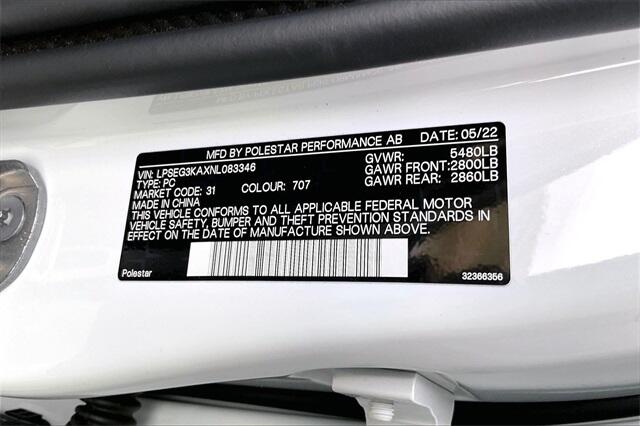 MFD BY POLESTAR PERFORMANCE AB DATE: 05/22
VIN: LPSEG3KAXNL083346 GVWR: 5480LB
TYPE: PC GAWR FRONT: 2800LB
MARKET CODE: 31 COLOUR: 707 GAWR REAR: 2860LB
MADE IN CHINA
THIS VEHICLE CONFORMS TO ALL APPLICABLE FEDERAL MOTOR
VEHICLE SAFETY, BUMPER AND THEFT PREVENTION STANDARDS IN
EFFECT ON THE DATE OF MANUFACTURE SHOWN ABOVE.
Polestar 32366356